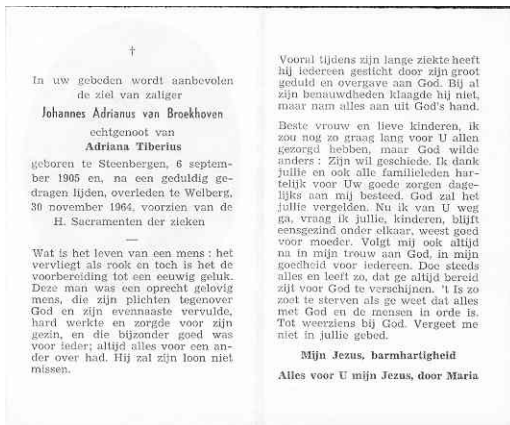 In uw gebeden wordt aanbevolen
de ziel van zaliger
Johannes Adrianus van Broekhoven
echtgenoot van
Adriana Tiberius
geboren te Steenbergen, 6 septem-
ber 1905 en, na een geduldig ge-
dragen lijden, overleden te Welberg,
30 november 1964, voorzien van de
H. Sacramenten der zieken
Wat is het leven van een mens : het
vervliegt als rook en toch is het de
voorbereiding tot een eeuwig geluk.
Deze man was een oprecht gelovig
mens, die zijn plichten tegenover
God en zijn evennaaste vervulde,
hard werkte en zorgde voor zijn
gezin, en die bijzonder goed was
voor ieder; altijd alles voor een an-
der over had. Hij zal zijn loon niet
missen.
Vooral tijdens zijn lange ziekte heeft
hij iedereen gesticht door zijn groot
geduld en overgave aan God. Bij al
zijn benauwdheden klaagde hij niet,
maar nam alles aan uit God's hand.
Beste vrouw en lieve kinderen, ik
zou nog zo graag lang voor U allen
gezorgd hebben, maar God wilde
anders : Zijn wil geschiede. Ik dank
jullie en ook alle familieleden har-
telijk voor Uw goede zorgen dage-
lijks aan mij besteed. God zal het
jullie vergelden. Nu ik van U weg
ga, vraag ik jullie, kinderen, blijft
eensgezind onder elkaar, weest goed
voor moeder. Volgt mij ook altijd
na in mijn trouw aan God, in mijn
goedheid voor iedereen. Doe steeds
alles en leeft zo, dat ge altijd bereid
zijt voor God te verschijnen. 't Is zo
zoet te sterven als ge weet dat alles
met God en de mensen in orde is.
Tot weerziens bij God. Vergeet me
niet in jullie gebed.
Mijn Jezus, barmhartigheid
Alles voor U mijn Jezus, door Maria